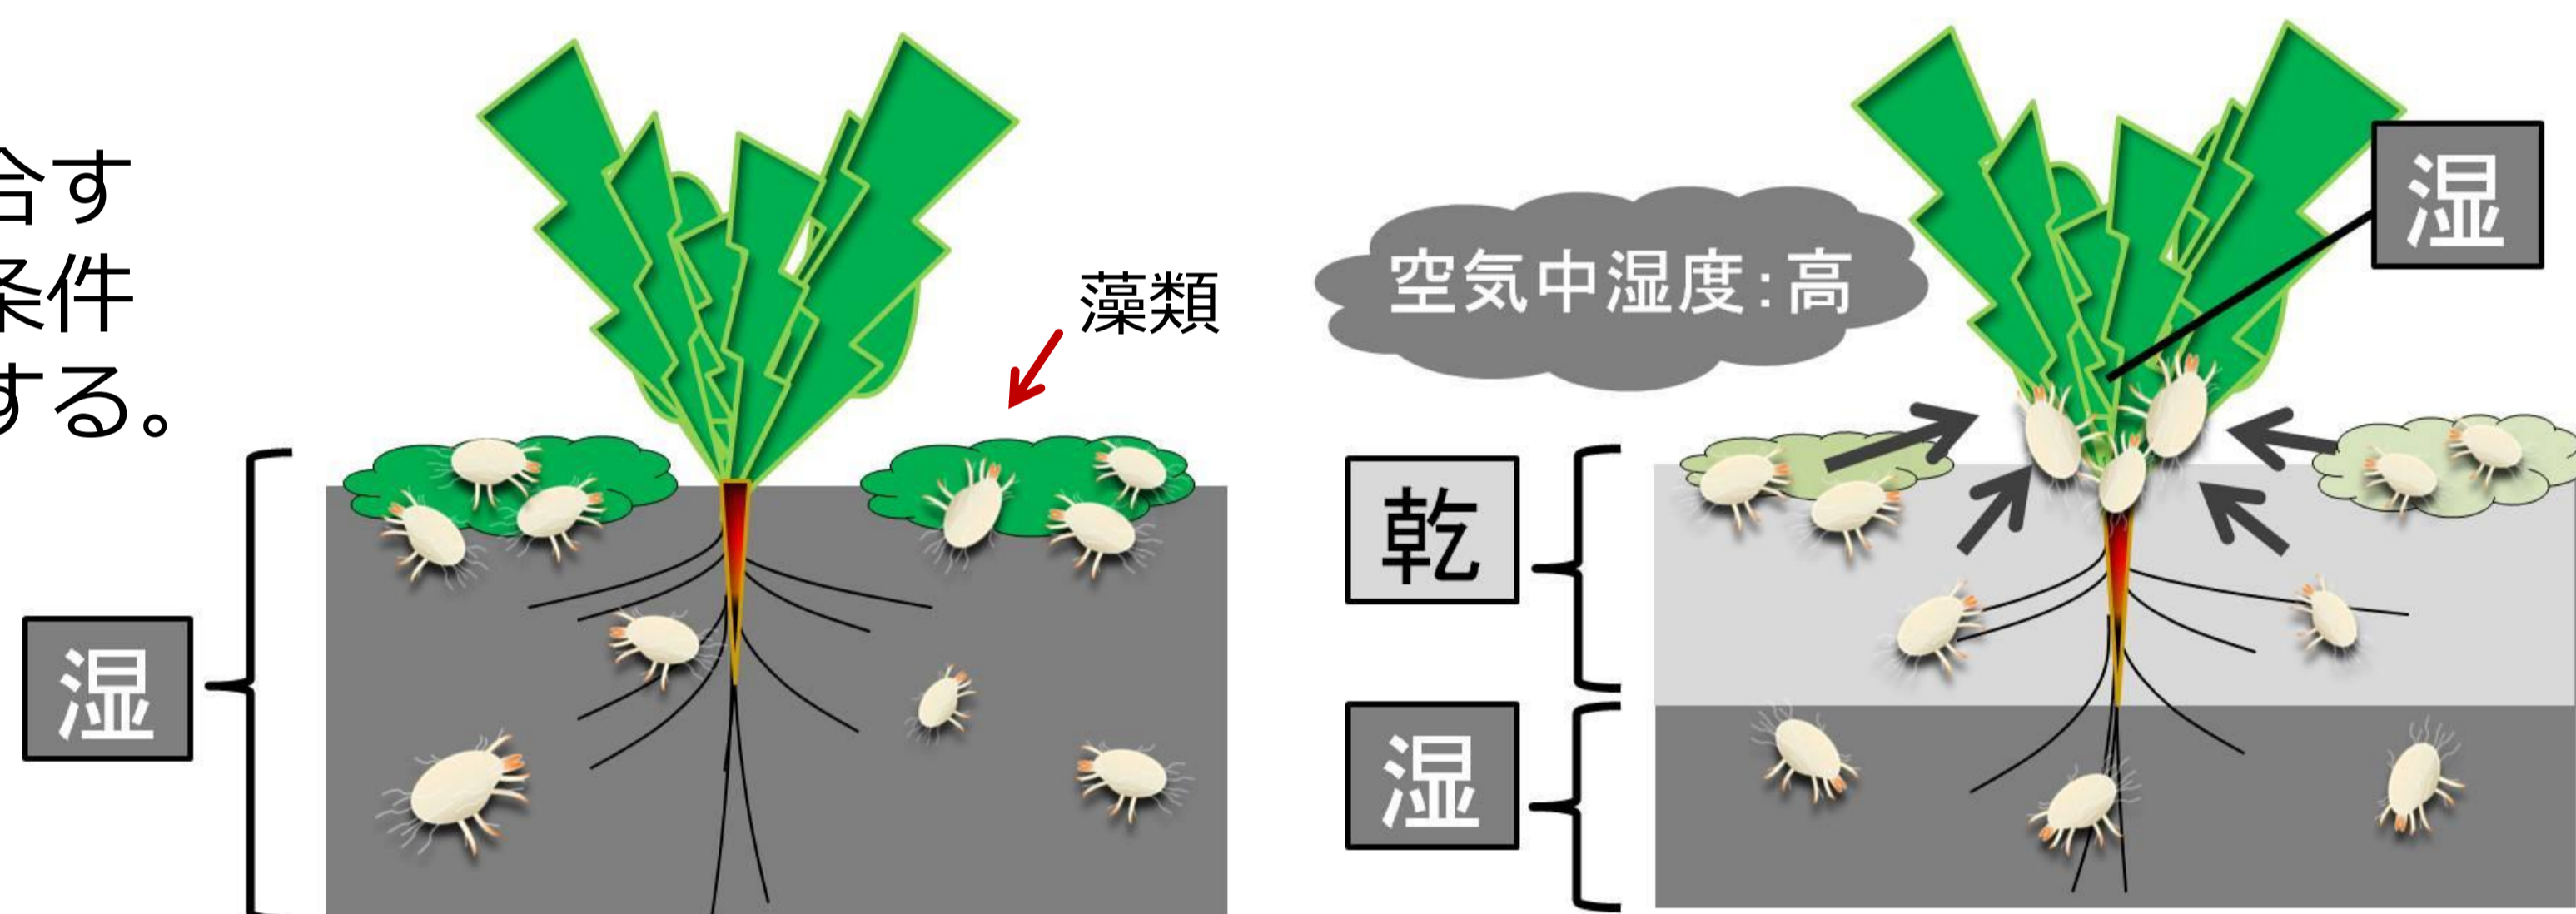 合す
条件
する。
湿
藻類
空気中湿度:高
湿
乾
湿